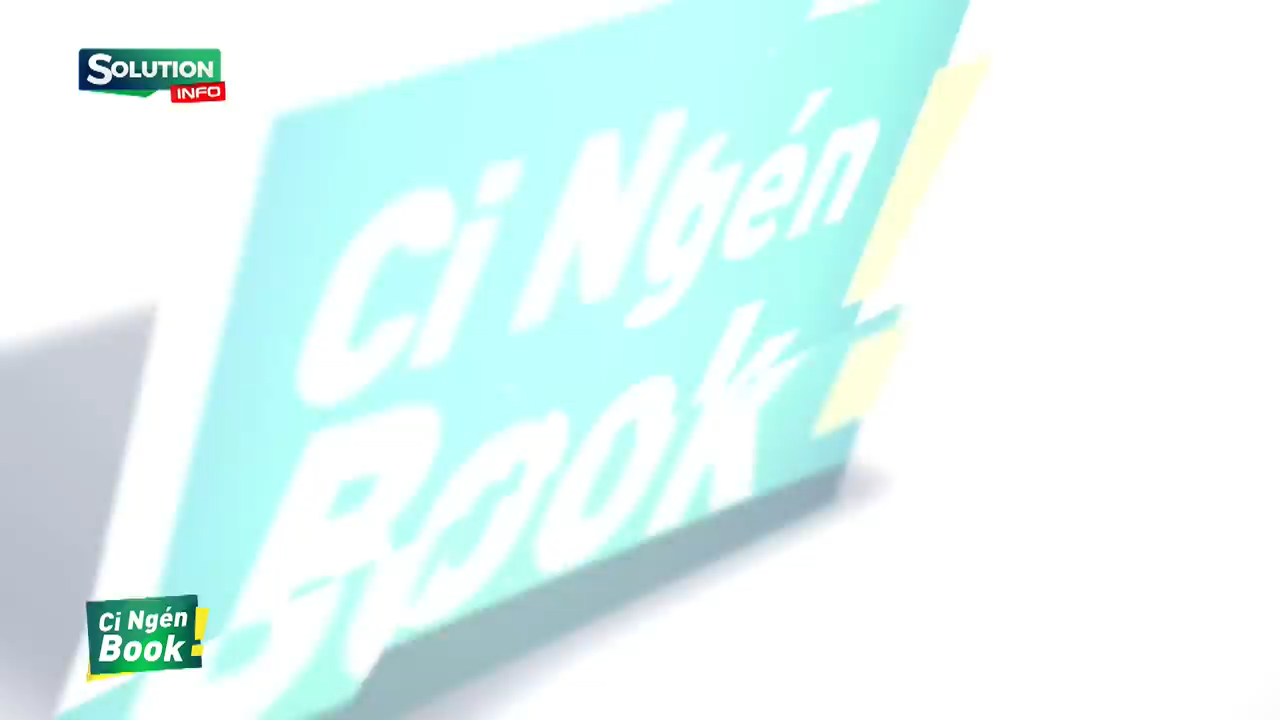 SOLUTION
INFO
Ci Ngén
Book
Ci Ngén
Book!